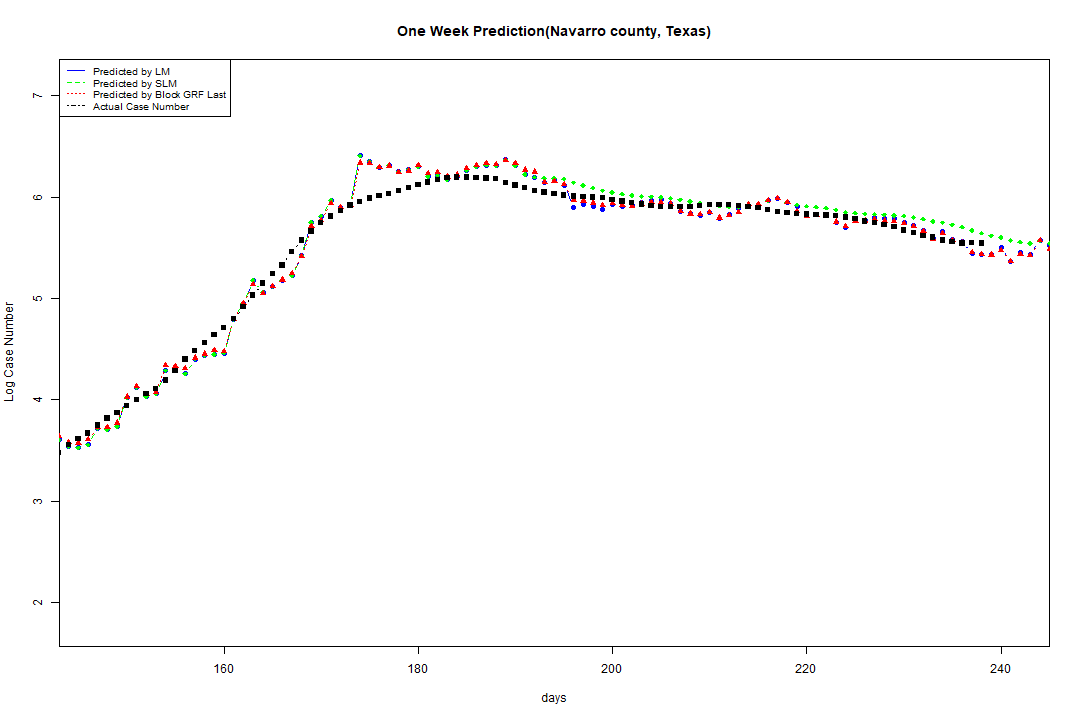 One Week Prediction(Navarro county, Texas)
Predicted by LM
Predicted by SLM
Predicted by Block GRF Last
Actual Case Number
7
6
5
4
3
2
Log Case Number
160 180 200 220 240
days